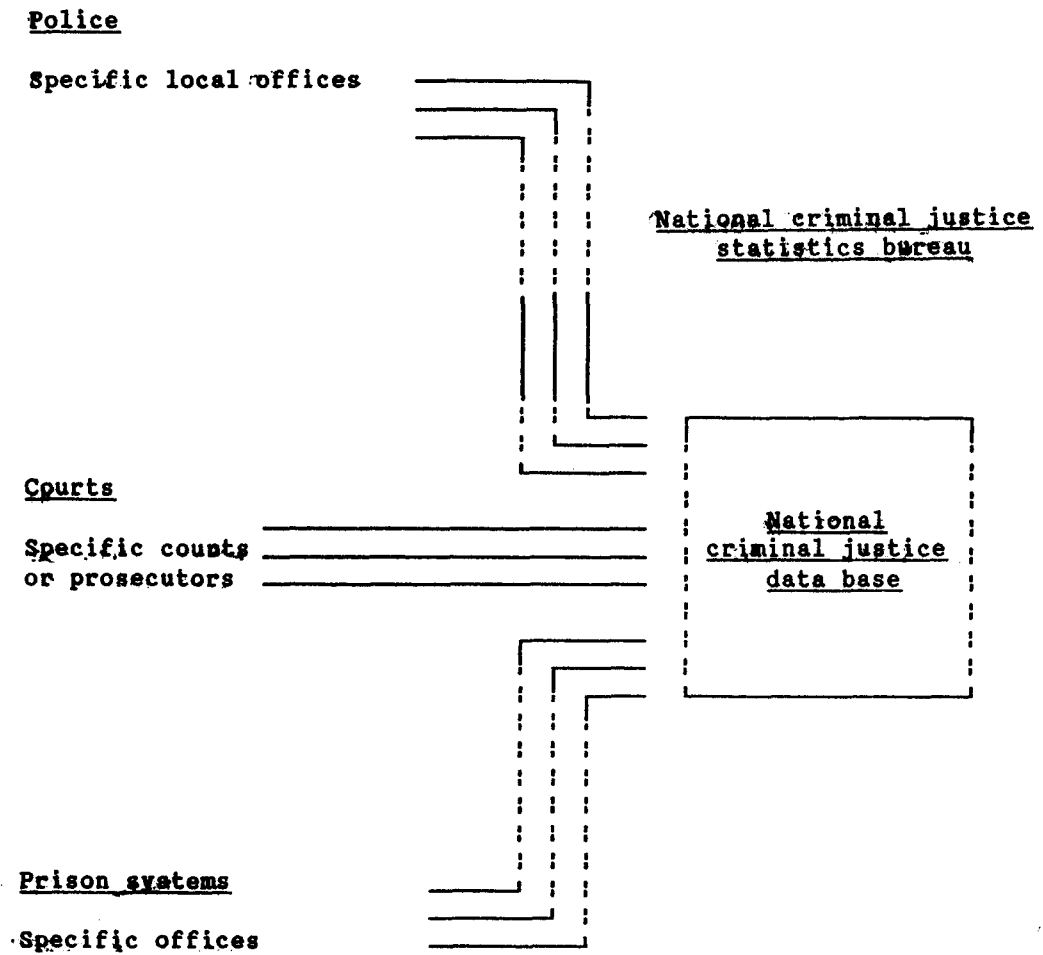 Police
Specific local offices
National criminal justice
statistics bureau
Courts
Specific counts
or prosecutors
National
criminal justice
data base
Prison systems
Specific offices